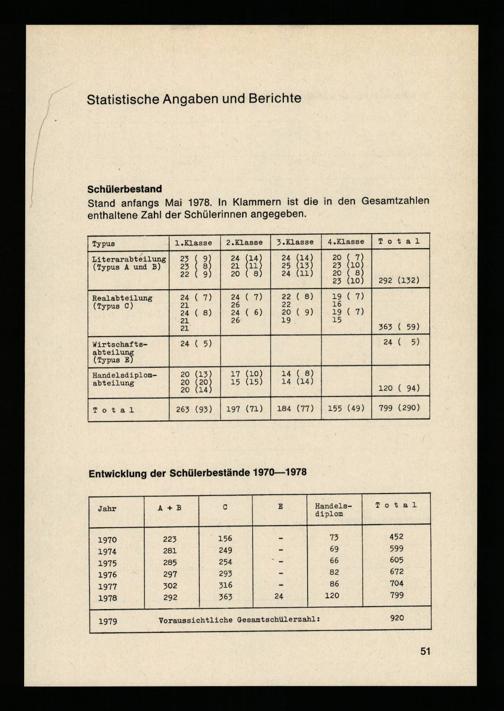 Statistische Angaben und Berichte
Schülerbestand
Stand anfangs Mai 1978. In Klammern ist die in den Gesamtzahlen
enthaltene Zahl der Schülerinnen angegeben.
Typus 1.Klasse 2.Klasse 3.Klasse 4.Klasse T o t a l
Literarabteilung 23 ( 9) 24 (14) 24 (14) 20 ( 7)
(Typus A und B) 23 ( 8) 21 (11) 25 (13) 23 (10)
22 ( 9) 20 ( 8) 24 (11) 20 ( 8)
23 (10) 292 (132)
Realabteilung 24 ( 7) 24 ( 7) 22 ( 8) 19 ( 7)
(Typus C) 21 26 22 16
24 ( 8) 24 ( 6) 20 ( 9) 19 ( 7)
21 26 19 15
21 363 ( 59)
Wirtschafts- 24 ( 5) 24 ( 5)
abteilung
(Typus E)
Handelsdiplom- 20 (13) 17 (10) 14 ( 8)
abteilung 20 (20) 15 (15) 14 (14)
20 (14) 120 ( 94)
T o t a l 263 (93) 197 (71) 184 (77) 155 (49) 799 (290)
Entwicklung der Schülerbestände 1970—1978
Jahr A + B C E Handels- T o t a l
diplom
1970 223 156 – 73 452
1974 281 249 – 69 599
1975 285 254 – 66 605
1976 297 293 – 82 672
1977 302 316 – 86 704
1978 292 363 24 120 799
1979 Voraussichtliche Gesamtschülerzahl: 920
51